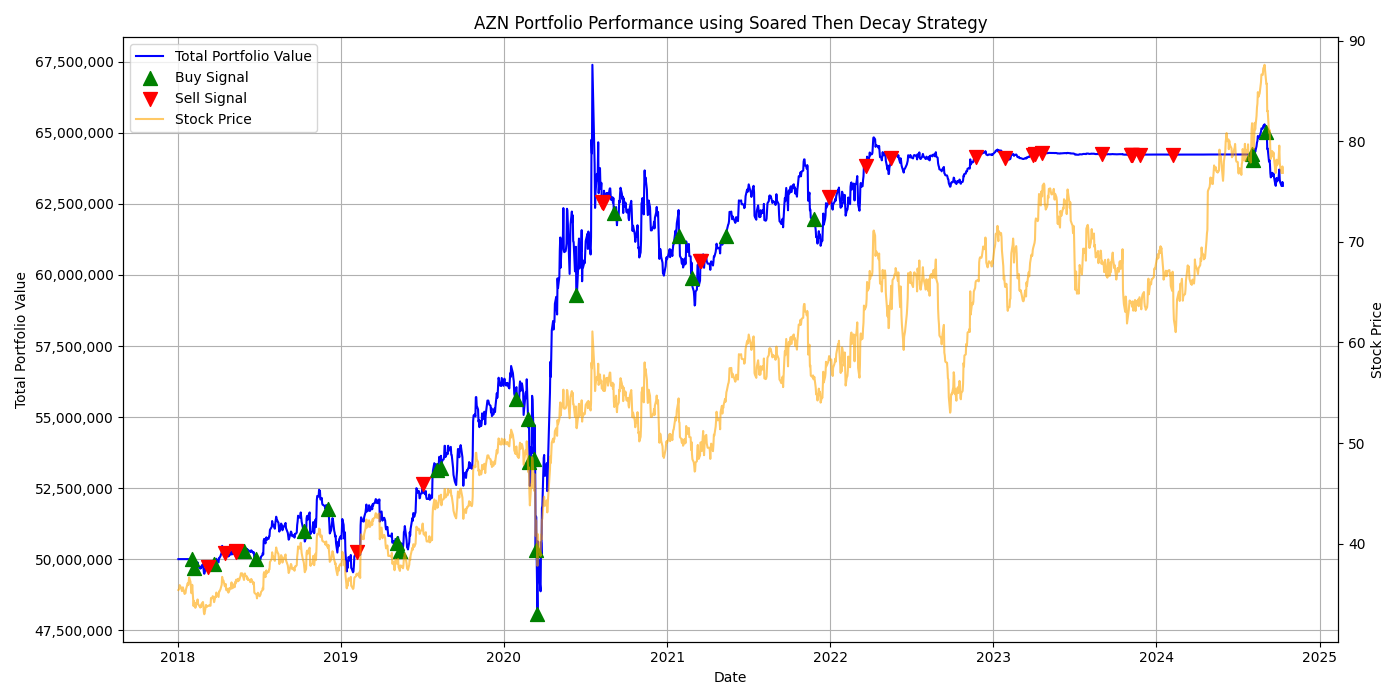 AZN Portfolio Performance using Soared Then Decay Strategy
Total Portfolio Value
Buy Signal
Sell Signal
Stock Price
67,500,000
65,000,000
62,500,000
60,000,000
57,500,000
55,000,000
52,500,000
50,000,000
47,500,000
Total Portfolio Value
90
80
70
60
50
40
Stock Price
2018
2019
2020
2021
2022
2023
2024
2025
Date